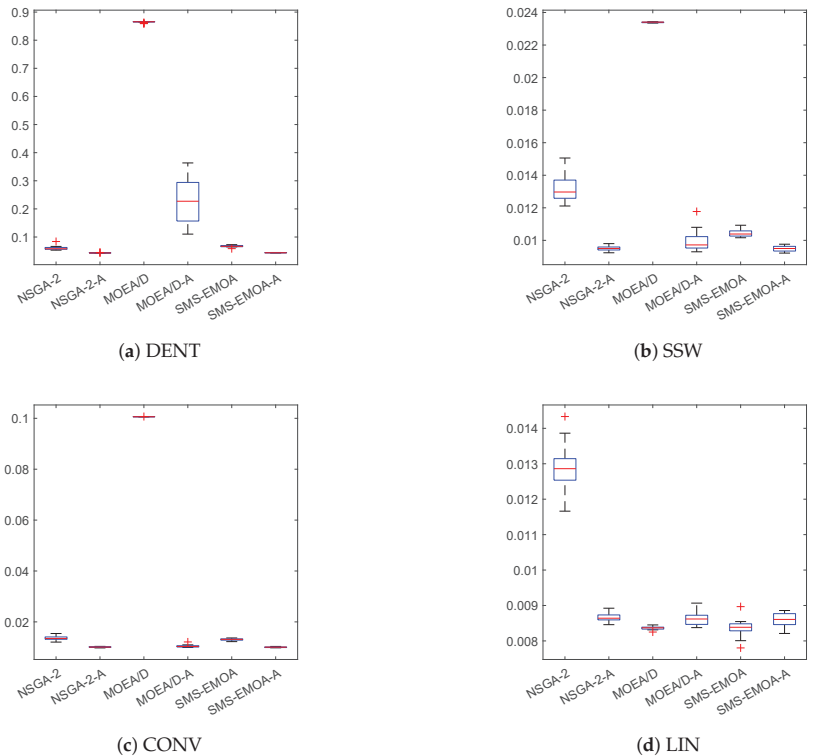 0.9
0.8
0.7
0.6
0.5
0.4
0.3
0.2
0.1
NSGA-2
NSGA-2-A
MOEA/D
MOEA/D-A
SMS-EMOA
SMS-EMOA-A
(a) DENT
0.024
0.022
0.02
0.018
0.016
0.014
0.012
0.01
NSGA-2
NSGA-2-A
MOEA/D
MOEA/D-A
SMS-EMOA
SMS-EMOA-A
(b) SSW
0.1
0.08
0.06
0.04
0.02
NSGA-2
NSGA-2-A
MOEA/D
MOEA/D-A
SMS-EMOA
SMS-EMOA-A
(c) CONV
0.014
0.013
0.012
0.011
0.01
0.009
0.008
NSGA-2
NSGA-2-A
MOEA/D
MOEA/D-A
SMS-EMOA
SMS-EMOA-A
(d) LIN